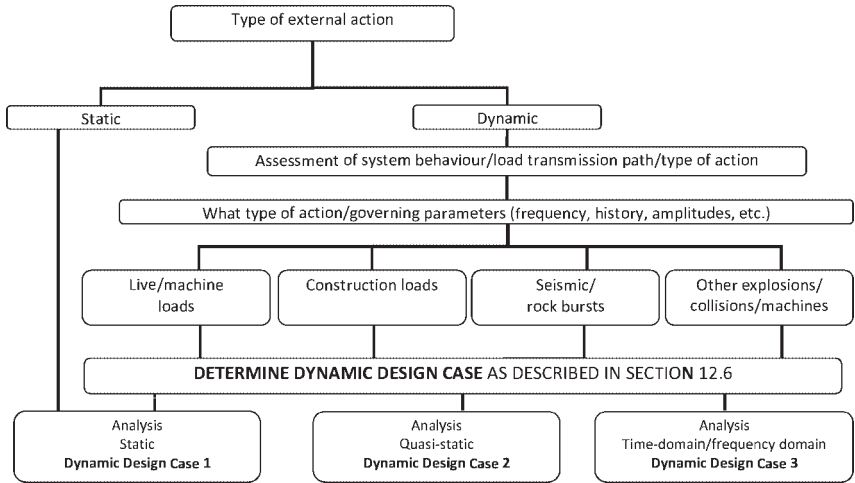 Type of external action
Static
Dynamic
Assessment of system behaviour/load transmission path/type of action
What type of action/governing parameters (frequency, history, amplitudes, etc.)
Live/machine
loads
Construction loads
Seismic/
rock bursts
Other explosions/
collisions/machines
DETERMINE DYNAMIC DESIGN CASE AS DESCRIBED IN SECTION 12.6
Analysis
Static
Dynamic Design Case 1
Analysis
Quasi-static
Dynamic Design Case 2
Analysis
Time-domain/frequency domain
Dynamic Design Case 3